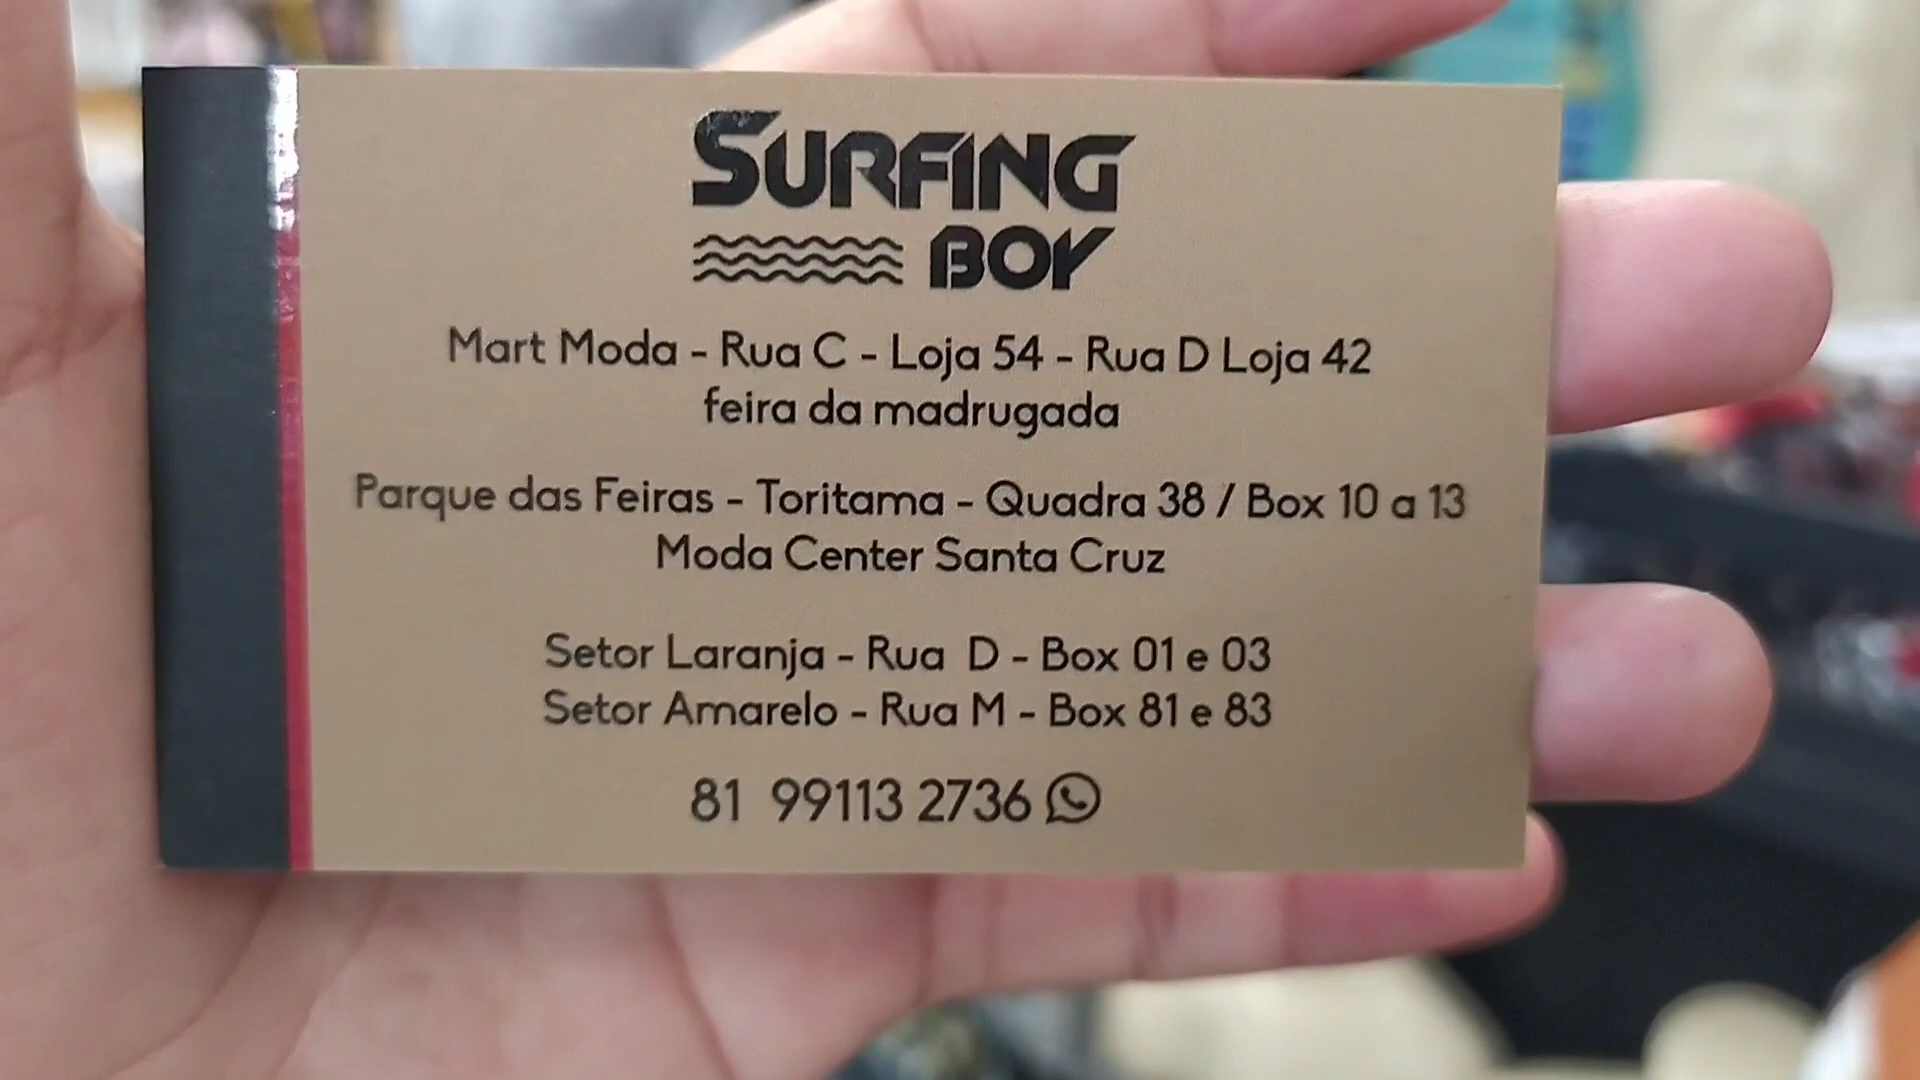 SURFING
BOY
Mart Moda - Rua C - Loja 54 - Rua D Loja 42
feira da madrugada
Parque das Feiras - Toritama - Quadra 38 / Box 10 a 13
Moda Center Santa Cruz
Setor Laranja - Rua D - Box 01 e 03
Setor Amarelo - Rua M - Box 81 e 83
81 99113 2736